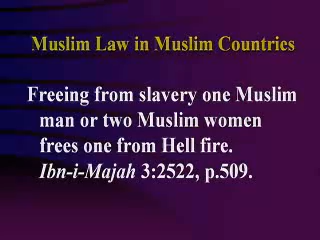 Muslim Law in Muslim Countries
Freeing from slavery one Muslim
man or two Muslim women
frees one from Hell fire.
Ibn-i-Majah 3:2522, p.509.